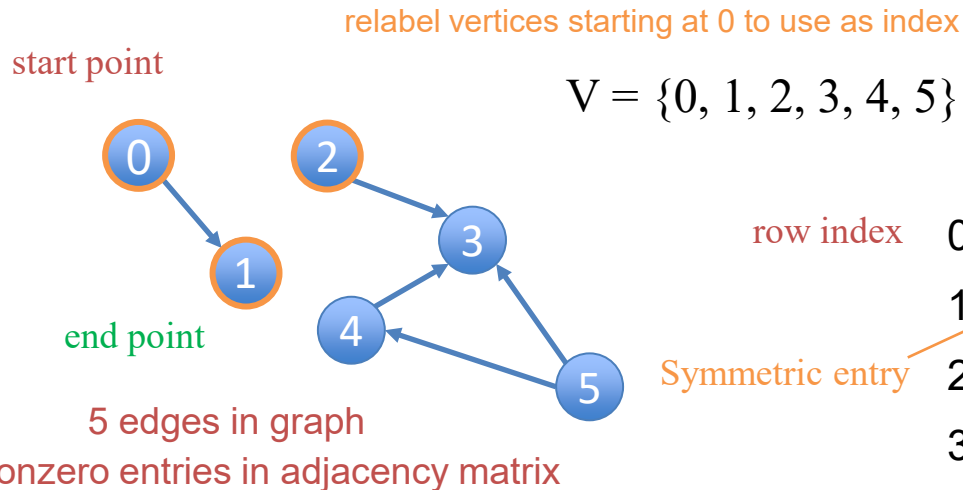 relabel vertices starting at 0 to use as index
start point
V = {0, 1, 2, 3, 4, 5}
0
2
3
row index
0
1
1
end point
4
Symmetric entry
2
5
5 edges in graph
3
entries in adjacency matrix